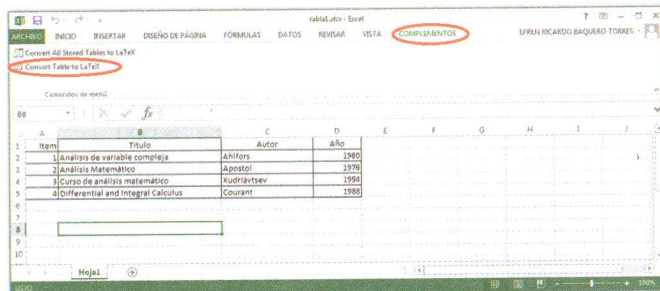 tabla1.xlsx - Excel
ARCHIVO INICIO INSERTAR DISEÑO DE PÁGINA FÓRMULAS DATOS REVISAR VISTA COMPLEMENTOS EFREN RICARDO BAQUERO TORRES
Convert All Stored Tables to LaTeX
Convert Table to LaTeX
Comandos de menú
B8 fx
A B C D E F G H I J
1 Item Título Autor Año
2 1 Análisis de variable compleja Ahlfors 1980
3 2 Análisis Matemático Apostol 1976
4 3 Curso de análisis matemático Kudriávtsev 1994
5 4 Differential and Integral Calculus Courant 1988
6
7
8
9
10
Hoja1
100%